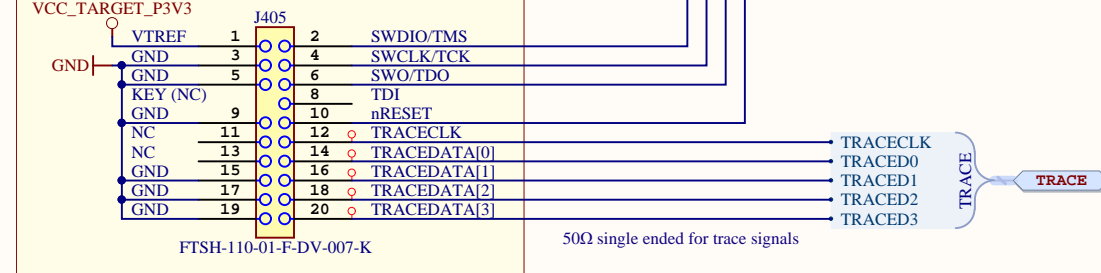 VCC_TARGET_P3V3
J405
VTREF 1 2 SWDIO/TMS
GND GND 3 4 SWCLK/TCK
GND 5 6 SWO/TDO
KEY (NC) 8 TDI
GND 9 10 nRESET
NC 11 12 TRACECLK TRACECLK
NC 13 14 TRACEDATA[0] TRACED0
GND 15 16 TRACEDATA[1] TRACED1 TRACE TRACE
GND 17 18 TRACEDATA[2] TRACED2
GND 19 20 TRACEDATA[3] TRACED3
FTSH-110-01-F-DV-007-K
50Ω single ended for trace signals